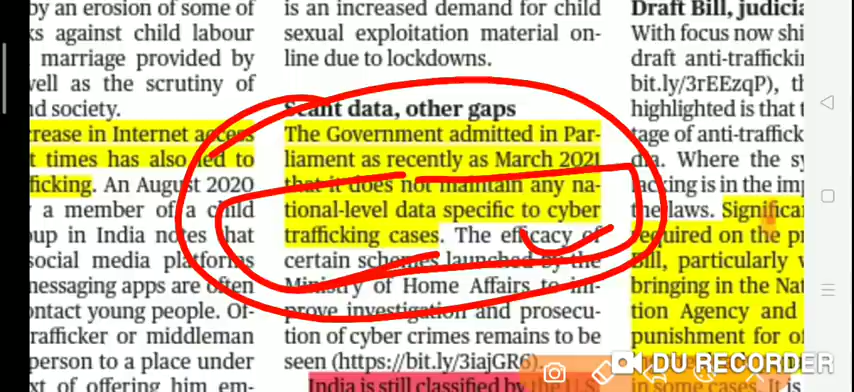 by an erosion of some of
ks against child labour
marriage provided by
well as the scrutiny of
nd society.
crease in Internet access
t times has also led to
ficking. An August 2020
a member of a child
oup in India notes that
social media platforms
messaging apps are often
ontact young people. Of-
rafficker or middleman
person to a place under
xt of offering him em-
is an increased demand for child
sexual exploitation material on-
line due to lockdowns.
Scant data, other gaps
The Government admitted in Par-
liament as recently as March 2021
that it does not maintain any na-
tional-level data specific to cyber
trafficking cases. The efficacy of
certain schemes launched by the
Ministry of Home Affairs to im-
prove investigation and prosecu-
tion of cyber crimes remains to be
seen (https://bit.ly/3iajGR6).
India is still classified by the U.S
Draft Bill, judicia
With focus now shi
draft anti-traffickin
bit.ly/3rEEzqP), th
highlighted is that t
tage of anti-traffick
dia. Where the sy
lacking is in the imp
the laws. Significan
required on the pr
Bill, particularly v
bringing in the Nat
tion Agency and
punishment for of
in some cases. It is
DU RECORDER